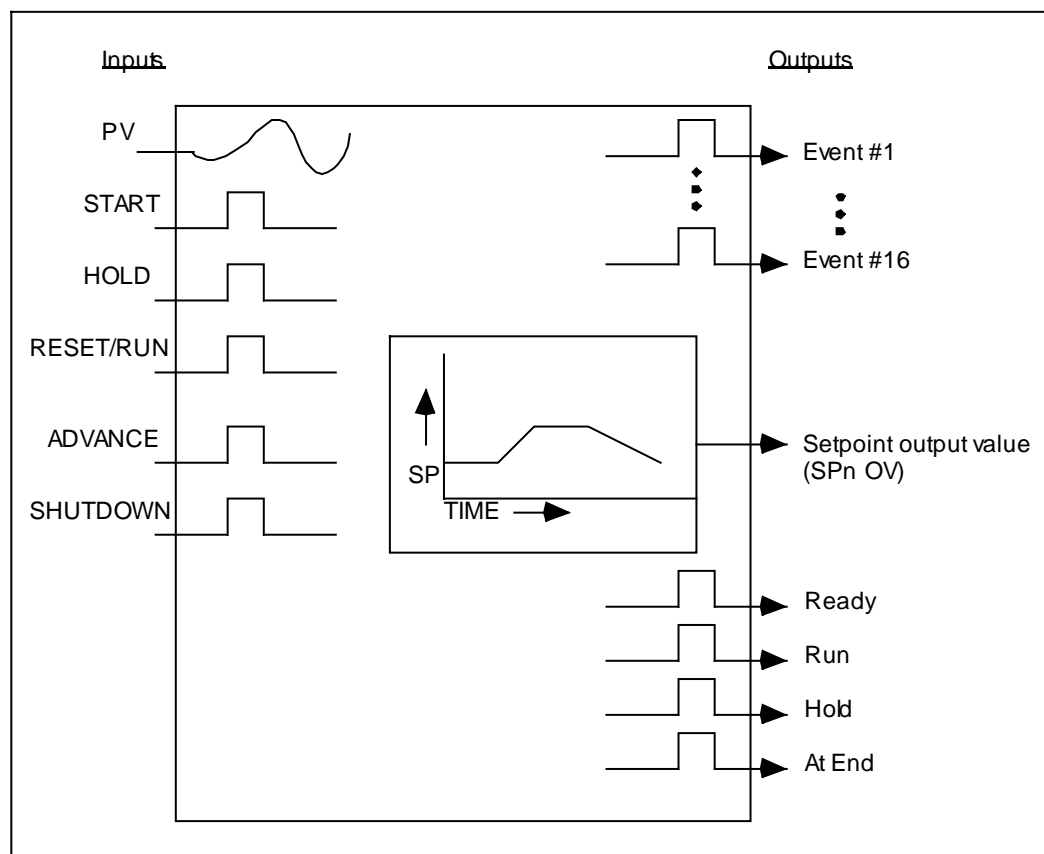 Inputs
Outputs
PV
START
HOLD
RESET/RUN
ADVANCE
SHUTDOWN
SP
TIME
Event #1
Event #16
Setpoint output value
(SPn OV)
Ready
Run
Hold
At End